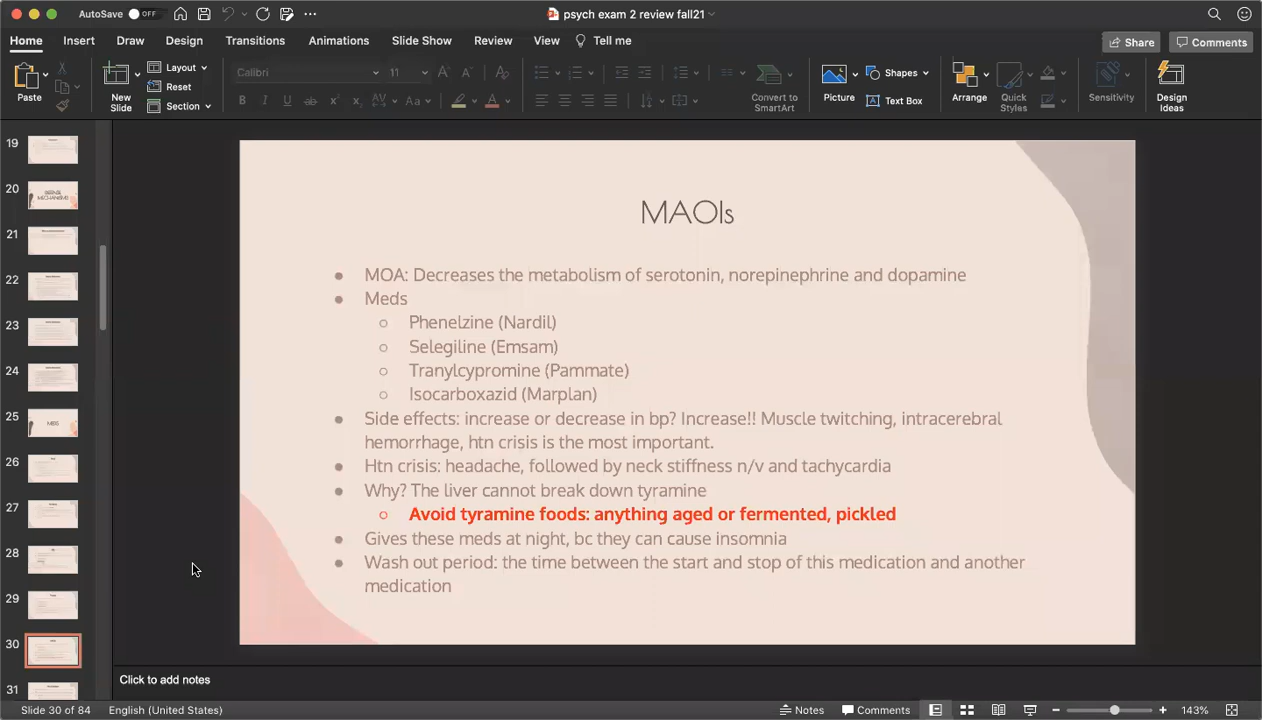 AutoSave OFF psych exam 2 review fall21
Home Insert Draw Design Transitions Animations Slide Show Review View Tell me Share Comments
Paste New Slide Layout Reset Section Calibri 11 Convert to SmartArt Picture Shapes Text Box Arrange Quick Styles Sensitivity Design Ideas
19
20
21
22
23
24
25
26
27
28
29
30
31
MAOIs
MOA: Decreases the metabolism of serotonin, norepinephrine and dopamine
Meds
Phenelzine (Nardil)
Selegiline (Emsam)
Tranylcypromine (Pammate)
Isocarboxazid (Marplan)
Side effects: increase or decrease in bp? Increase!! Muscle twitching, intracerebral
hemorrhage, htn crisis is the most important.
Htn crisis: headache, followed by neck stiffness n/v and tachycardia
Why? The liver cannot break down tyramine
Avoid tyramine foods: anything aged or fermented, pickled
Gives these meds at night, bc they can cause insomnia
Wash out period: the time between the start and stop of this medication and another
medication
Click to add notes
Slide 30 of 84 English (United States) Notes Comments 143%